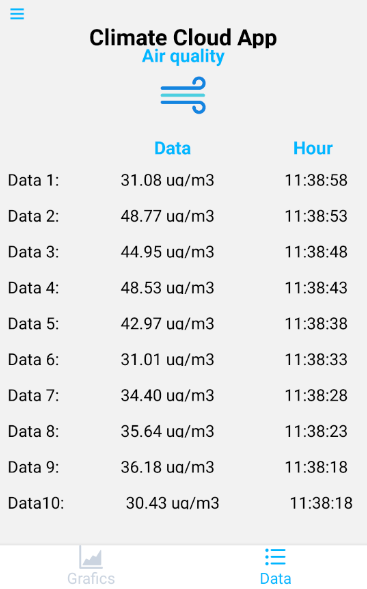 Climate Cloud App
Air quality
Data Hour
Data 1: 31.08 ug/m3 11:38:58
Data 2: 48.77 ug/m3 11:38:53
Data 3: 44.95 ug/m3 11:38:48
Data 4: 48.53 ug/m3 11:38:43
Data 5: 42.97 ug/m3 11:38:38
Data 6: 31.01 ug/m3 11:38:33
Data 7: 34.40 ug/m3 11:38:28
Data 8: 35.64 ug/m3 11:38:23
Data 9: 36.18 ug/m3 11:38:18
Data10: 30.43 ug/m3 11:38:18
Grafics Data